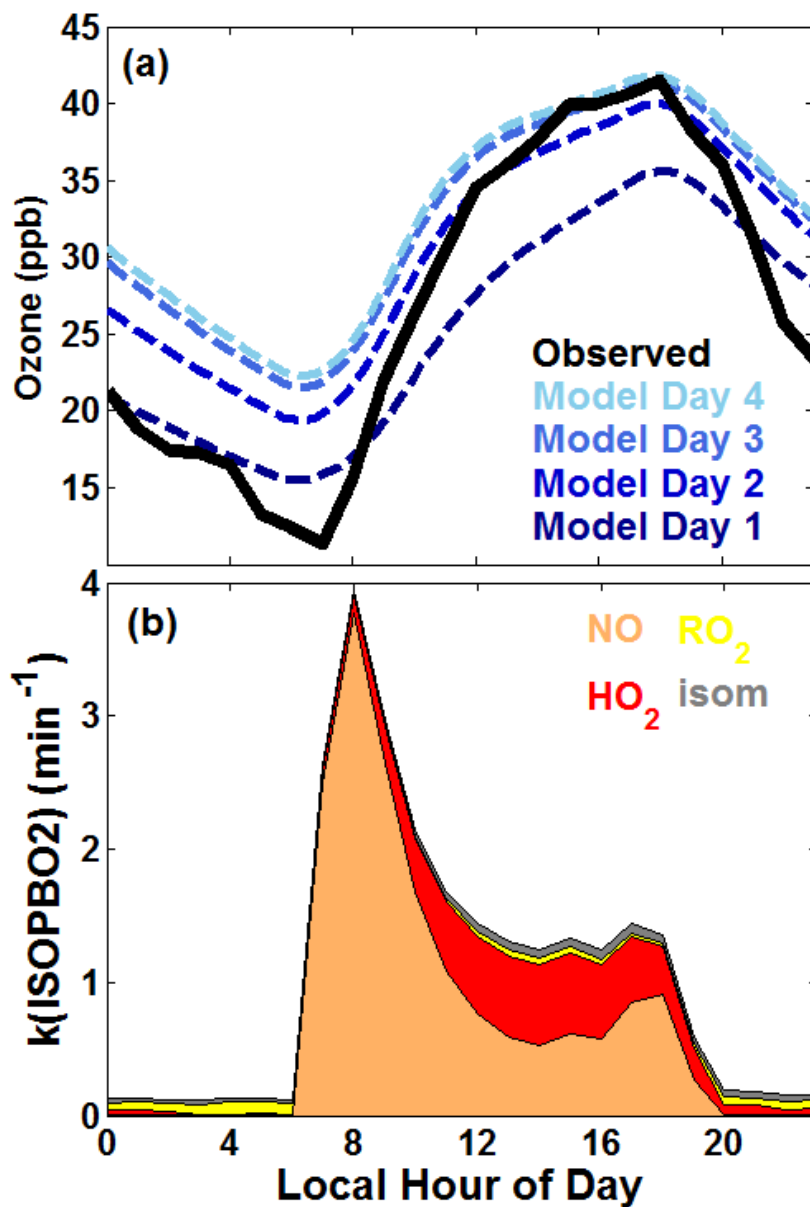 (a)
45
40
35
30
25
20
15
Ozone (ppb)
Observed
Model Day 4
Model Day 3
Model Day 2
Model Day 1
(b)
4
3
2
1
0
k(ISOPBO2) (min⁻¹)
NO RO₂
HO₂ isom
0 4 8 12 16 20
Local Hour of Day